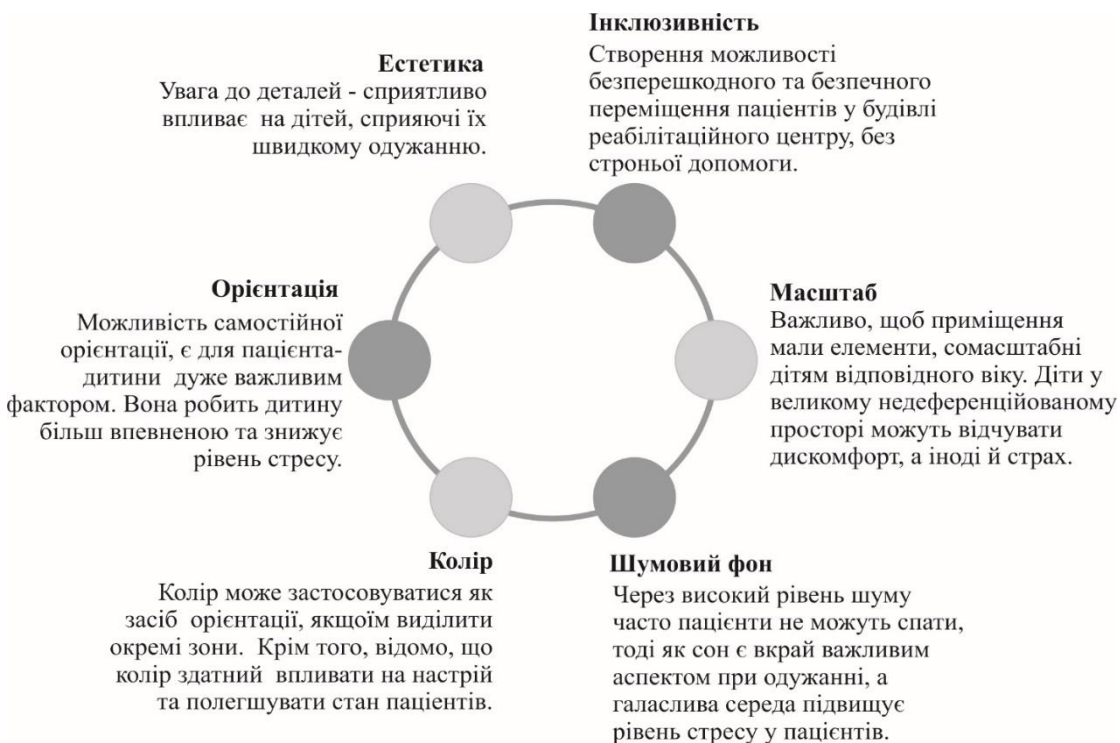 Інклюзивність
Створення можливості
безперешкодного та безпечного
переміщення пацієнтів у будівлі
реабілітаційного центру, без
строньої допомоги.
Естетика
Увага до деталей - сприятливо
впливає на дітей, сприяючі їх
швидкому одужанню.
Орієнтація
Можливість самостійної
орієнтації, є для пацієнта-
дитини дуже важливим
фактором. Вона робить дитину
більш впевненою та знижує
рівень стресу.
Масштаб
Важливо, щоб приміщення
мали елементи, сомасштабні
дітям відповідного віку. Діти у
великому недеференційованому
просторі можуть відчувати
дискомфорт, а іноді й страх.
Колір
Колір може застосовуватися як
засіб орієнтації, якщоїм виділити
окремі зони. Крім того, відомо, що
колір здатний впливати на настрій
та полегшувати стан пацієнтів.
Шумовий фон
Через високий рівень шуму
часто пацієнти не можуть спати,
тоді як сон є вкрай важливим
аспектом при одужанні, а
галаслива середа підвищує
рівень стресу у пацієнтів.